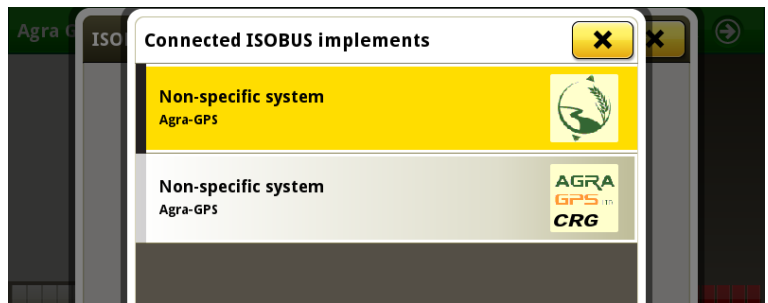 Agra G
ISO
Connected ISOBUS implements
Non-specific system
Agra-GPS
Non-specific system
Agra-GPS
AGRA
GPS LTD
CRG